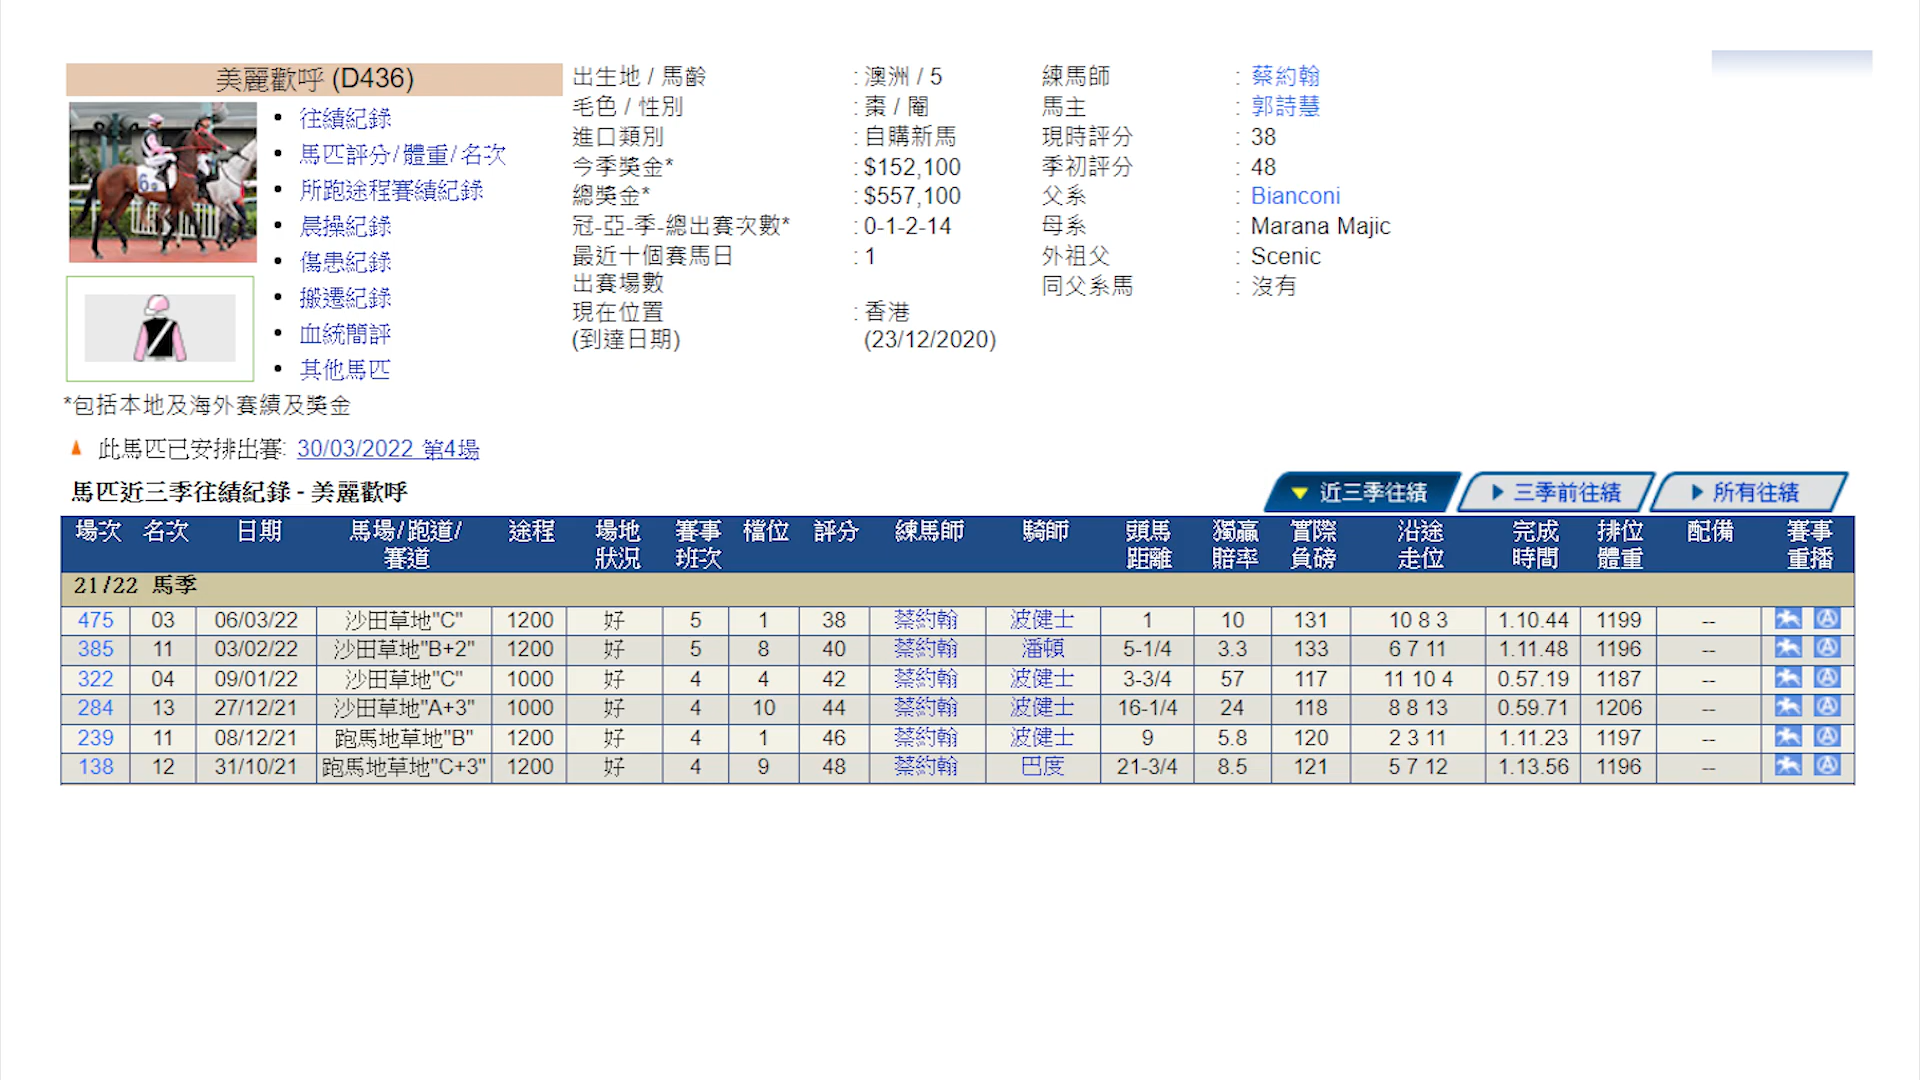 美麗歡呼 (D436)
• 往績紀錄
• 馬匹評分/體重/名次
• 所跑途程賽績紀錄
• 晨操紀錄
• 傷患紀錄
• 搬遷紀錄
• 血統簡評
• 其他馬匹
出生地 / 馬齡 : 澳洲 / 5
毛色 / 性別 : 棗 / 閹
進口類別 : 自購新馬
今季獎金* : $152,100
總獎金* : $557,100
冠-亞-季-總出賽次數* : 0-1-2-14
最近十個賽馬日 : 1
出賽場數
現在位置 : 香港
(到達日期) (23/12/2020)
練馬師 : 蔡約翰
馬主 : 郭詩慧
現時評分 : 38
季初評分 : 48
父系 : Bianconi
母系 : Marana Majic
外祖父 : Scenic
同父系馬 : 沒有
*包括本地及海外賽績及獎金
此馬匹已安排出賽: 30/03/2022 第4場
馬匹近三季往績紀錄 - 美麗歡呼
近三季往績 三季前往績 所有往績
場次 名次 日期 馬場/跑道/ 途程 場地 賽事 檔位 評分 練馬師 騎師 頭馬 獨贏 實際 沿途 完成 排位 配備 賽事
賽道 狀況 班次 距離 賠率 負磅 走位 時間 體重 重播
21/22 馬季
475 03 06/03/22 沙田草地"C" 1200 好 5 1 38 蔡約翰 波健士 1 10 131 10 8 3 1.10.44 1199 --
385 11 03/02/22 沙田草地"B+2" 1200 好 5 8 40 蔡約翰 潘頓 5-1/4 3.3 133 6 7 11 1.11.48 1196 --
322 04 09/01/22 沙田草地"C" 1000 好 4 4 42 蔡約翰 波健士 3-3/4 57 117 11 10 4 0.57.19 1187 --
284 13 27/12/21 沙田草地"A+3" 1000 好 4 10 44 蔡約翰 波健士 16-1/4 24 118 8 8 13 0.59.71 1206 --
239 11 08/12/21 跑馬地草地"B" 1200 好 4 1 46 蔡約翰 波健士 9 5.8 120 2 3 11 1.11.23 1197 --
138 12 31/10/21 跑馬地草地"C+3" 1200 好 4 9 48 蔡約翰 巴度 21-3/4 8.5 121 5 7 12 1.13.56 1196 --